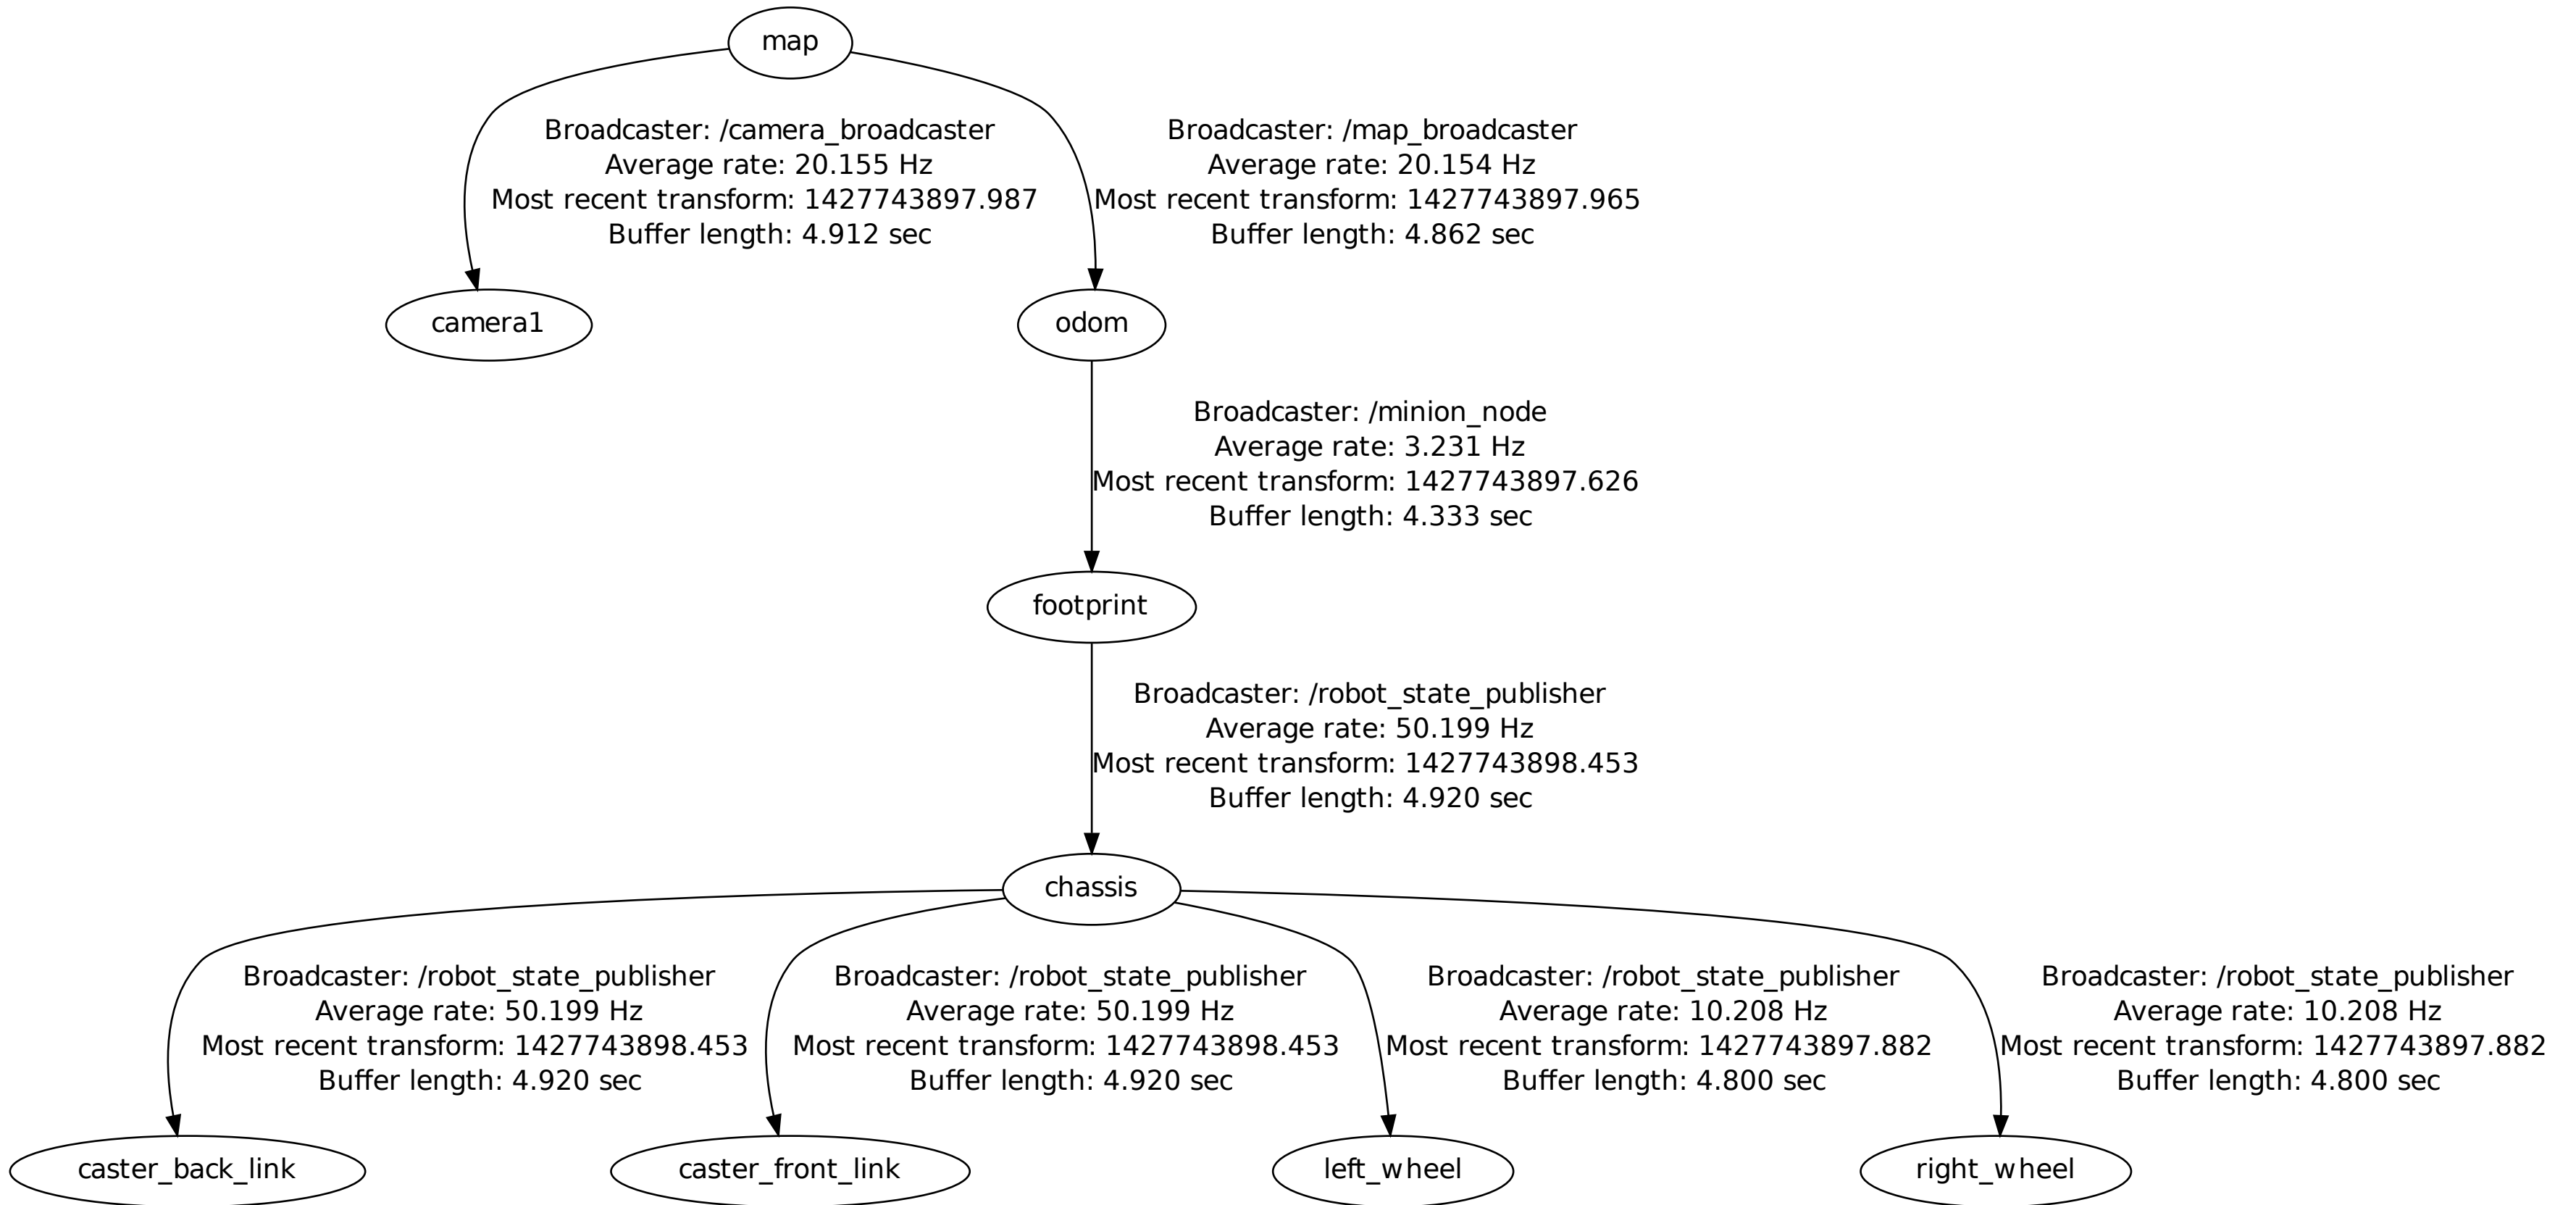 map
Broadcaster: /camera_broadcaster
Average rate: 20.155 Hz
Most recent transform: 1427743897.987
Buffer length: 4.912 sec
Broadcaster: /map_broadcaster
Average rate: 20.154 Hz
Most recent transform: 1427743897.965
Buffer length: 4.862 sec
camera1
odom
Broadcaster: /minion_node
Average rate: 3.231 Hz
Most recent transform: 1427743897.626
Buffer length: 4.333 sec
footprint
Broadcaster: /robot_state_publisher
Average rate: 50.199 Hz
Most recent transform: 1427743898.453
Buffer length: 4.920 sec
chassis
Broadcaster: /robot_state_publisher
Average rate: 50.199 Hz
Most recent transform: 1427743898.453
Buffer length: 4.920 sec
Broadcaster: /robot_state_publisher
Average rate: 50.199 Hz
Most recent transform: 1427743898.453
Buffer length: 4.920 sec
Broadcaster: /robot_state_publisher
Average rate: 10.208 Hz
Most recent transform: 1427743897.882
Buffer length: 4.800 sec
Broadcaster: /robot_state_publisher
Average rate: 10.208 Hz
Most recent transform: 1427743897.882
Buffer length: 4.800 sec
caster_back_link
caster_front_link
left_wheel
right_wheel